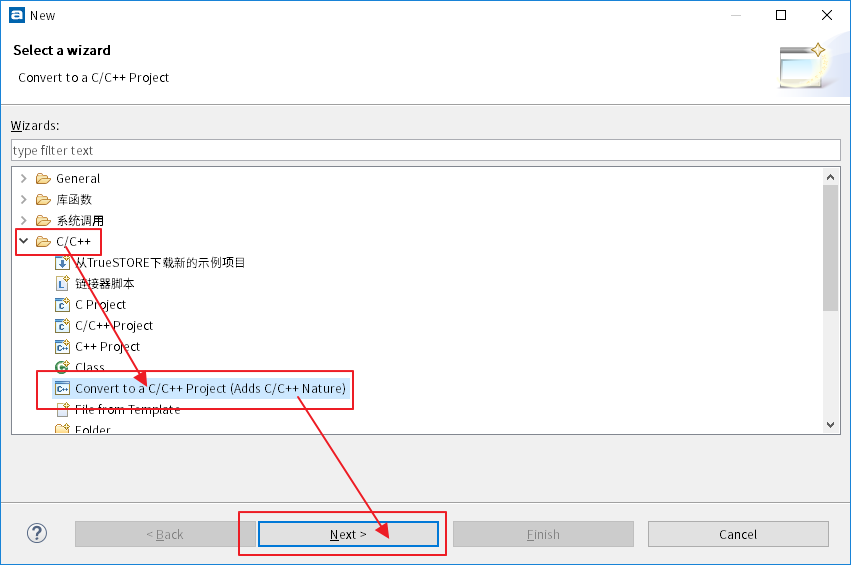 New
Select a wizard
Convert to a C/C++ Project
Wizards:
type filter text
General
库函数
系统调用
C/C++
从TrueSTORE下载新的示例项目
链接器脚本
C Project
C/C++ Project
C++ Project
Class
Convert to a C/C++ Project (Adds C/C++ Nature)
File from Template
Folder
< Back
Next >
Finish
Cancel